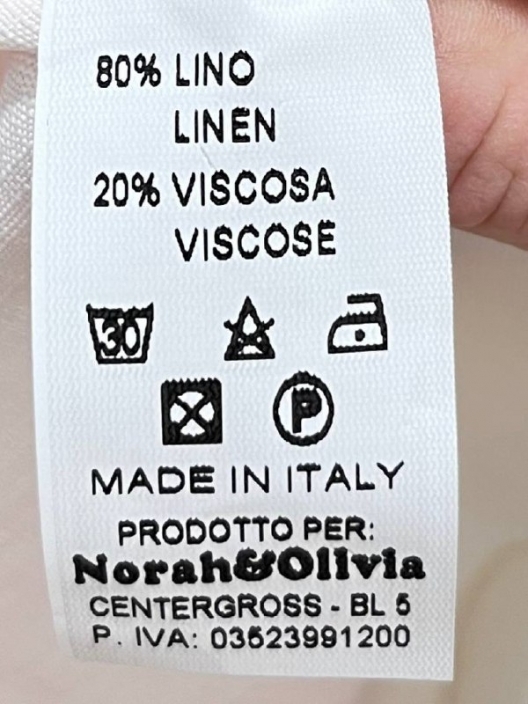 80% LINO
LINEN
20% VISCOSA
VISCOSE
30
P
MADE IN ITALY
PRODOTTO PER:
Norah&Olivia
CENTERGROSS - BL 5
P. IVA: 03523991200